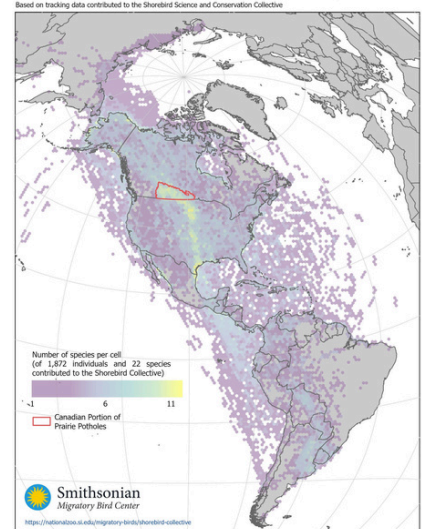 Based on tracking data contributed to the Shorebird Science and Conservation Collective
Number of species per cell
(of 1,872 individuals and 22 species
contributed to the Shorebird Collective)
1
6
11
Canadian Portion of
Prairie Potholes
Smithsonian
Migratory Bird Center
https://nationalzoo.si.edu/migratory-birds/shorebird-collective